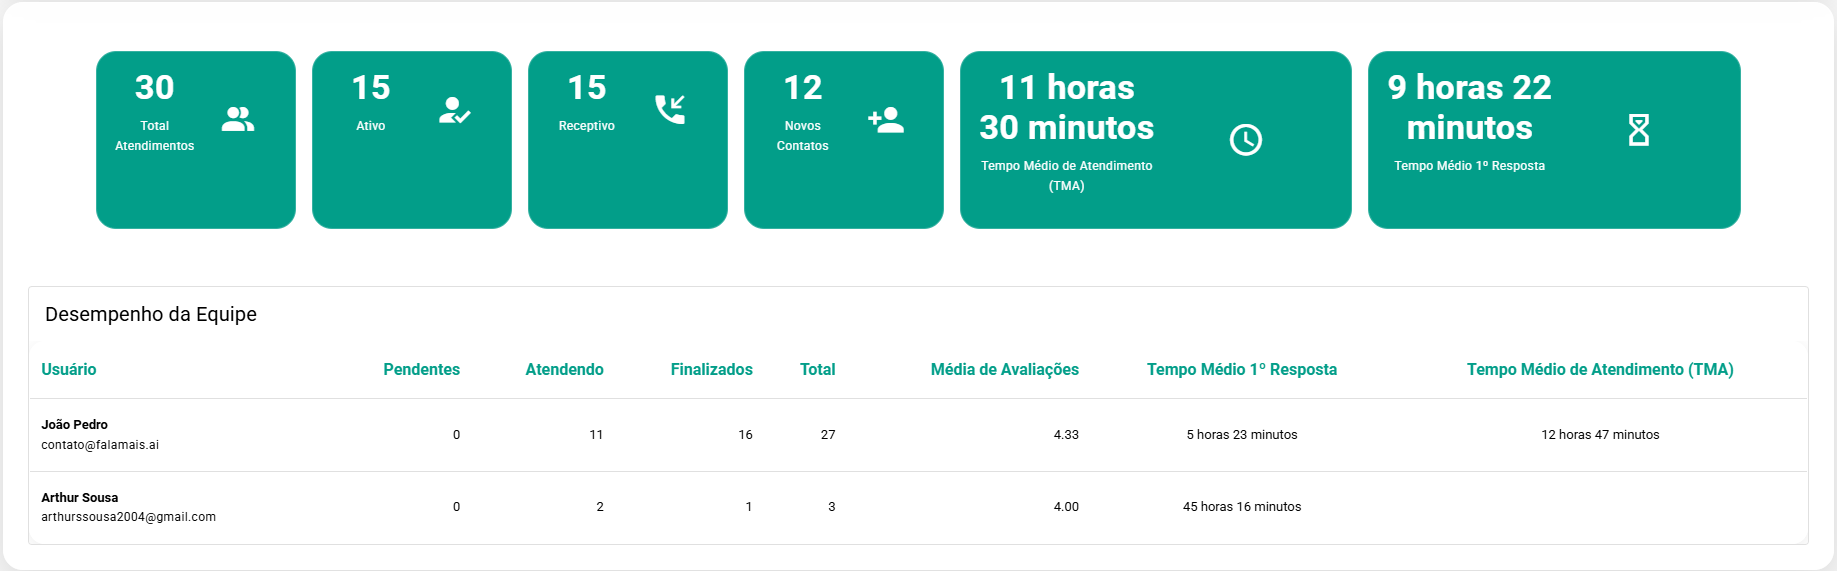 30
Total
Atendimentos
15
Ativo
15
Receptivo
12
Novos
Contatos
11 horas
30 minutos
Tempo Médio de Atendimento
(TMA)
9 horas 22
minutos
Tempo Médio 1º Resposta
Desempenho da Equipe
Usuário Pendentes Atendendo Finalizados Total Média de Avaliações Tempo Médio 1º Resposta Tempo Médio de Atendimento (TMA)
João Pedro
contato@falamais.ai
0 11 16 27 4.33 5 horas 23 minutos 12 horas 47 minutos
Arthur Sousa
arthurssousa2004@gmail.com
0 2 1 3 4.00 45 horas 16 minutos